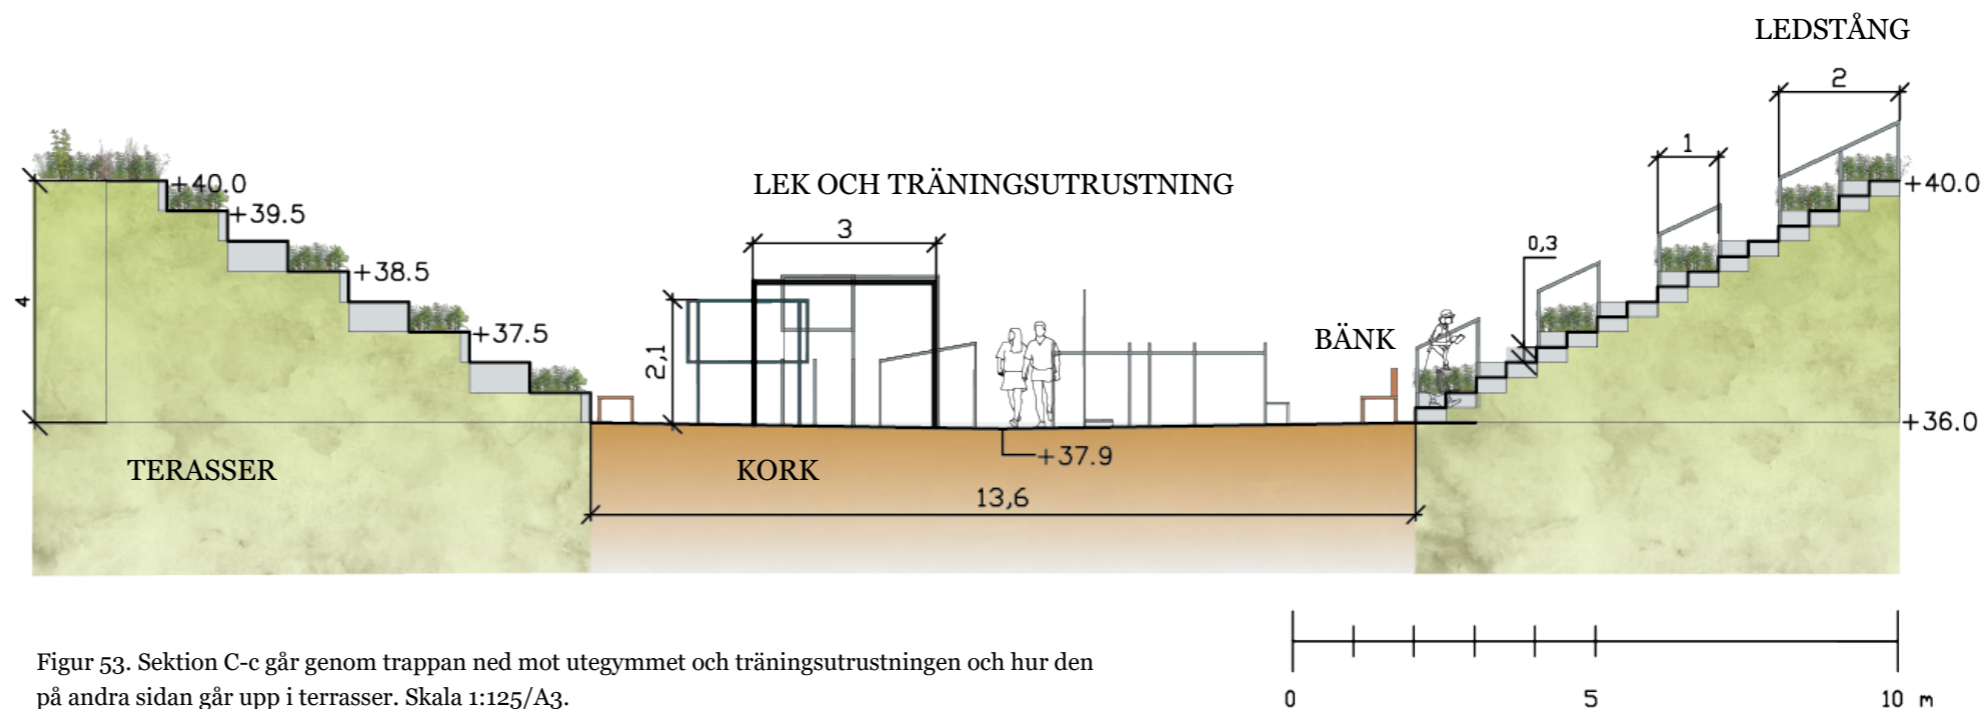 LEDSTÅNG
2
1
+40.0
LEK OCH TRÄNINGSUTRUSTNING
+40.0
+39.5
3
0,3
+38.5
4
+37.5
2,1
BÄNK
+36.0
TERASSER
KORK
+37.9
13,6
Figur 53. Sektion C-c går genom trappan ned mot utegymmet och träningsutrustningen och hur den
på andra sidan går upp i terrasser. Skala 1:125/A3.
0 5 10 m